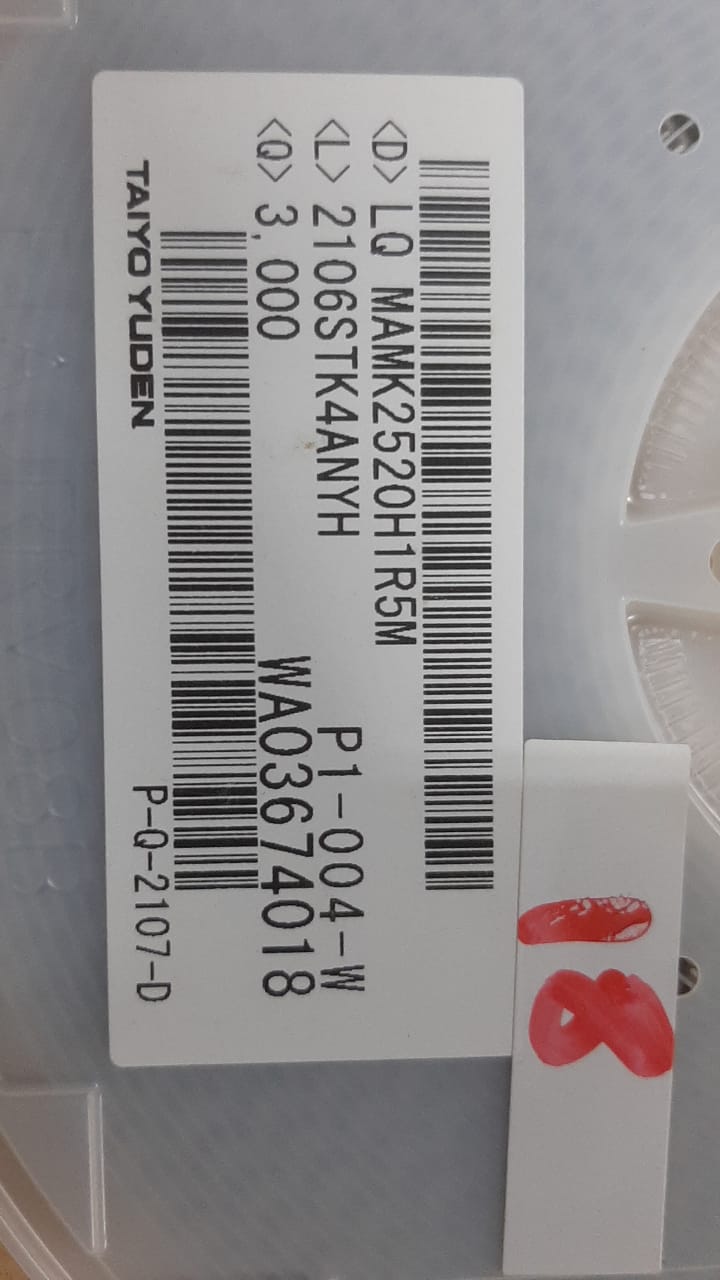 <D> LQ MAMK2520H1R5M
<L> 2106STK4ANYH
P1-004-W
<Q> 3,000
WA03674018
TAIYO YUDEN
P-Q-2107-D
18